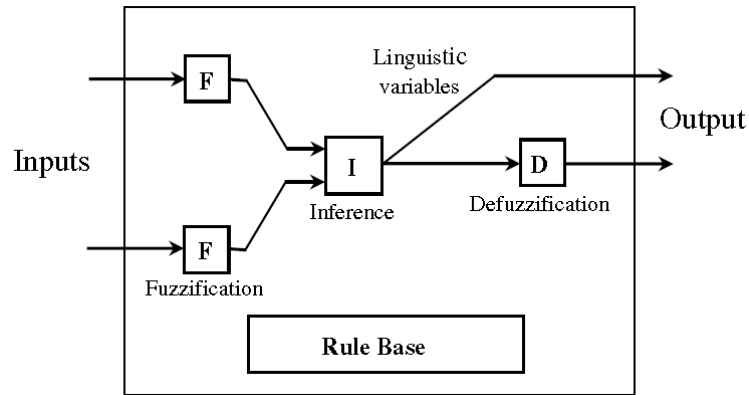 Linguistic
variables
F
Output
Inputs
I
D
Inference
Defuzzification
F
Fuzzification
Rule Base